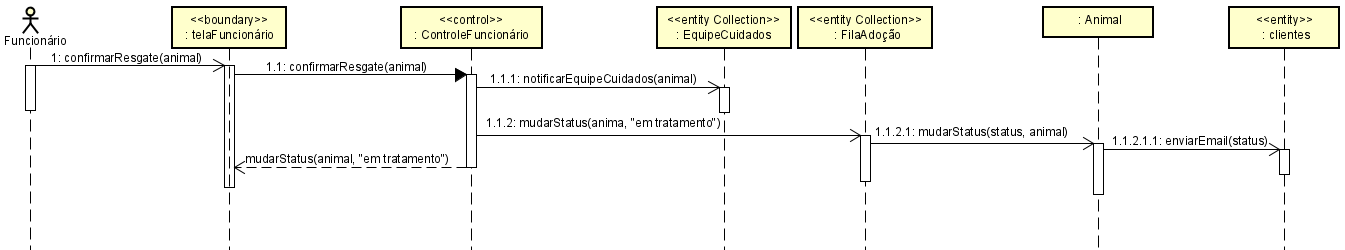 Funcionário
<<boundary>>
: telaFuncionário
<<control>>
: ControleFuncionário
<<entity Collection>>
: EquipeCuidados
<<entity Collection>>
: FilaAdoção
: Animal
<<entity>>
: clientes
1: confirmarResgate(animal)
1.1: confirmarResgate(animal)
1.1.1: notificarEquipeCuidados(animal)
1.1.2: mudarStatus(anima, "em tratamento")
1.1.2.1: mudarStatus(status, animal)
1.1.2.1.1: enviarEmail(status)
mudarStatus(animal, "em tratamento")